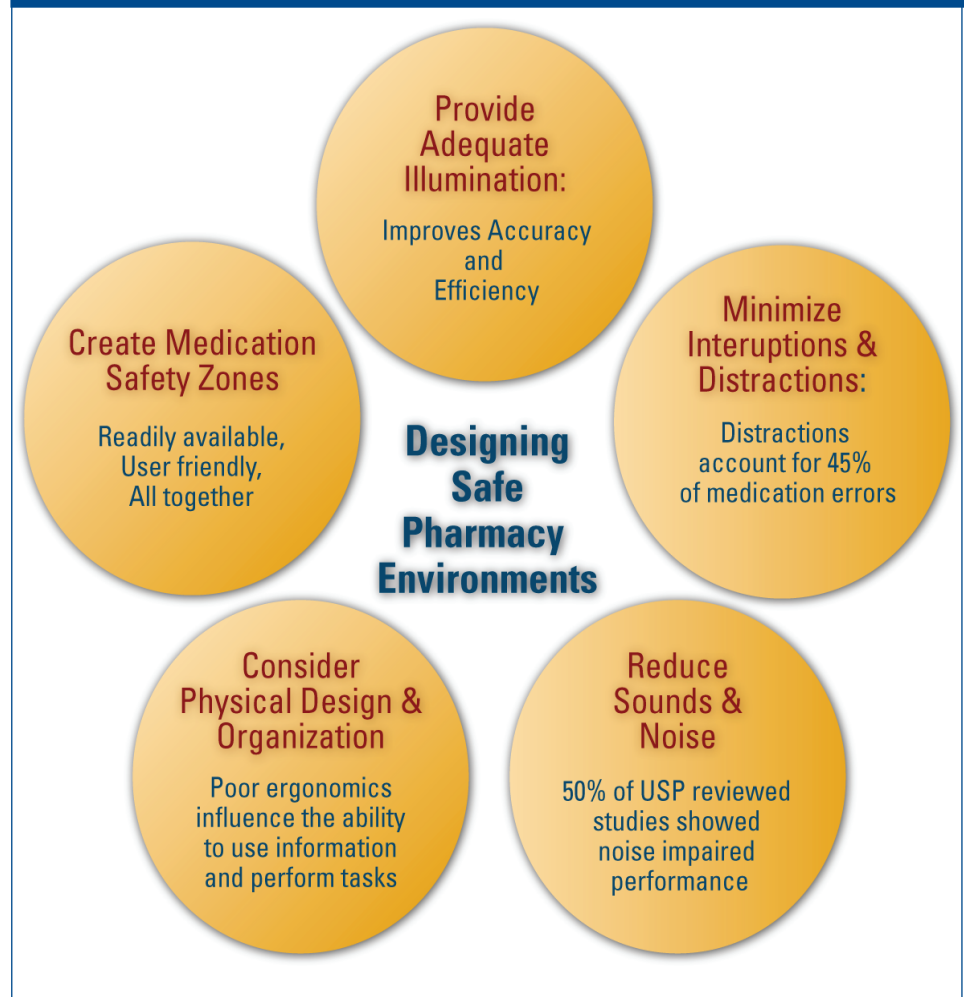 Provide
Adequate
Illumination:
Improves Accuracy
and
Efficiency
Minimize
Interuptions &
Distractions:
Distractions
account for 45%
of medication errors
Reduce
Sounds &
Noise
50% of USP reviewed
studies showed
noise impaired
performance
Consider
Physical Design &
Organization
Poor ergonomics
influence the ability
to use information
and perform tasks
Create Medication
Safety Zones
Readily available,
User friendly,
All together
Designing
Safe
Pharmacy
Environments